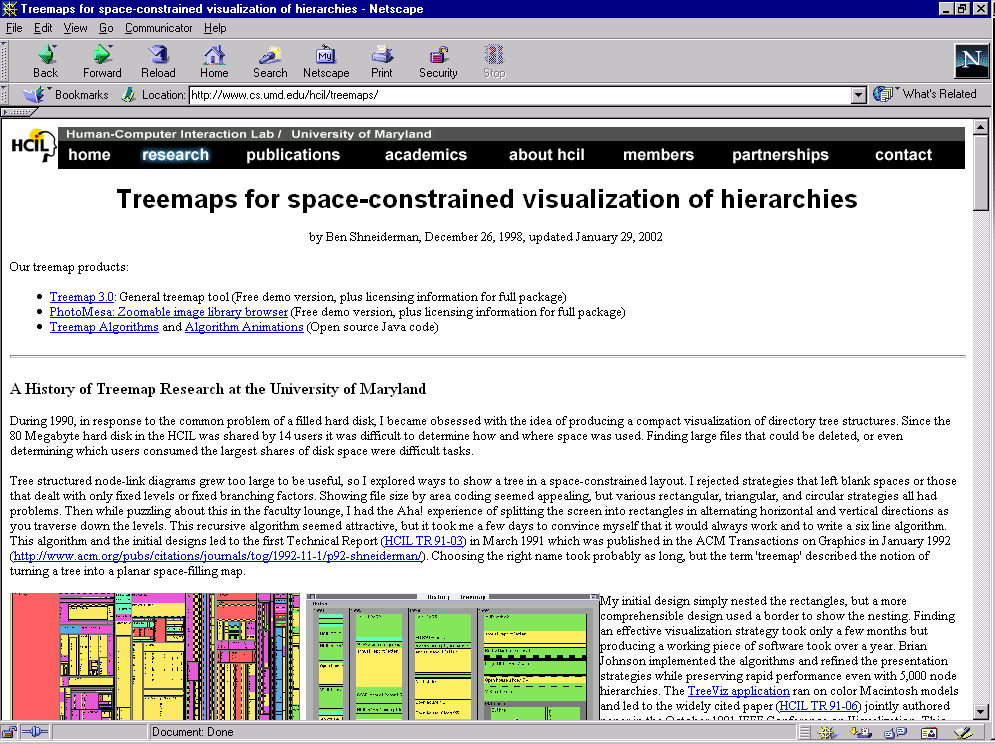 Treemaps for space-constrained visualization of hierarchies - Netscape
File Edit View Go Communicator Help
My
Back Forward Reload Home Search Netscape Print Security Stop
N
Bookmarks Location: http://www.cs.umd.edu/hcil/treemaps/ What's Related
HCIL Human-Computer Interaction Lab / University of Maryland
home research publications academics about hcil members partnerships contact
Treemaps for space-constrained visualization of hierarchies
by Ben Shneiderman, December 26, 1998, updated January 29, 2002
Our treemap products:
Treemap 3.0: General treemap tool (Free demo version, plus licensing information for full package)
PhotoMesa: Zoomable image library browser (Free demo version, plus licensing information for full package)
Treemap Algorithms and Algorithm Animations (Open source Java code)
A History of Treemap Research at the University of Maryland
During 1990, in response to the common problem of a filled hard disk, I became obsessed with the idea of producing a compact visualization of directory tree structures. Since the
80 Megabyte hard disk in the HCIL was shared by 14 users it was difficult to determine how and where space was used. Finding large files that could be deleted, or even
determining which users consumed the largest shares of disk space were difficult tasks.
Tree structured node-link diagrams grew too large to be useful, so I explored ways to show a tree in a space-constrained layout. I rejected strategies that left blank spaces or those
that dealt with only fixed levels or fixed branching factors. Showing file size by area coding seemed appealing, but various rectangular, triangular, and circular strategies all had
problems. Then while puzzling about this in the faculty lounge, I had the Aha! experience of splitting the screen into rectangles in alternating horizontal and vertical directions as
you traverse down the levels. This recursive algorithm seemed attractive, but it took me a few days to convince myself that it would always work and to write a six line algorithm.
This algorithm and the initial designs led to the first Technical Report (HCIL TR 91-03) in March 1991 which was published in the ACM Transactions on Graphics in January 1992
(http://www.acm.org/pubs/citations/journals/tog/1992-11-1/p92-shneiderman/). Choosing the right name took probably as long, but the term 'treemap' described the notion of
turning a tree into a planar space-filling map.
History Treemap
My initial design simply nested the rectangles, but a more
comprehensible design used a border to show the nesting. Finding
an effective visualization strategy took only a few months but
producing a working piece of software took over a year. Brian
Johnson implemented the algorithms and refined the presentation
strategies while preserving rapid performance even with 5,000 node
hierarchies. The TreeViz application ran on color Macintosh models
and led to the widely cited paper (HCIL TR 91-06) jointly authored
Document: Done